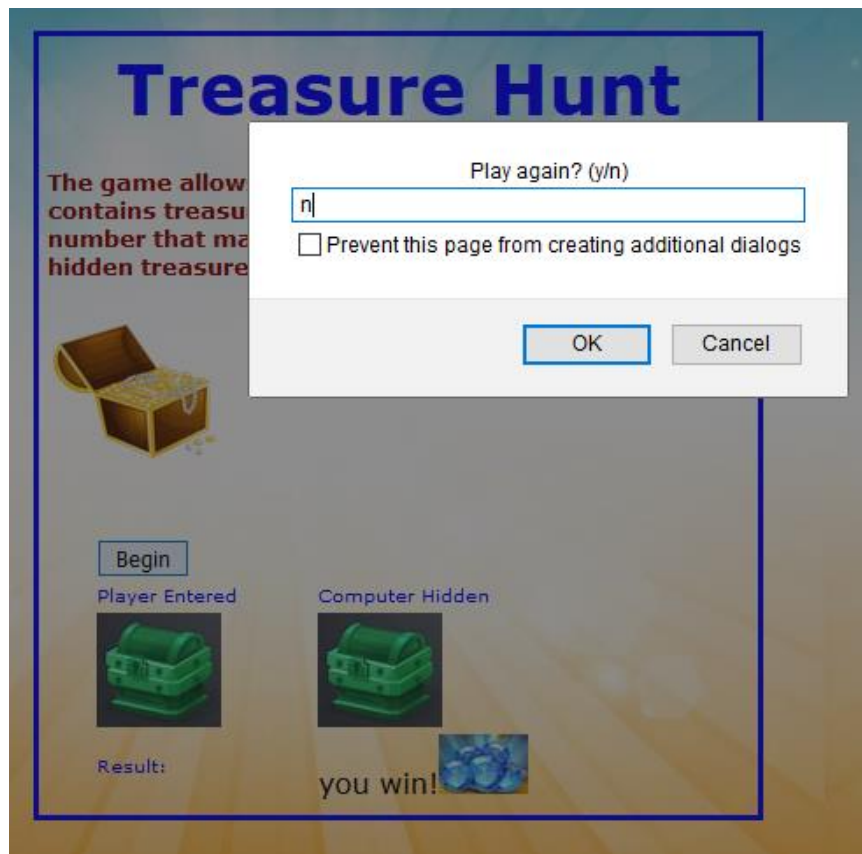 Treasure Hunt
The game allow
contains treasu
number that ma
hidden treasure
Play again? (y/n)
n
Prevent this page from creating additional dialogs
OK Cancel
Begin
Player Entered Computer Hidden
Result: you win!